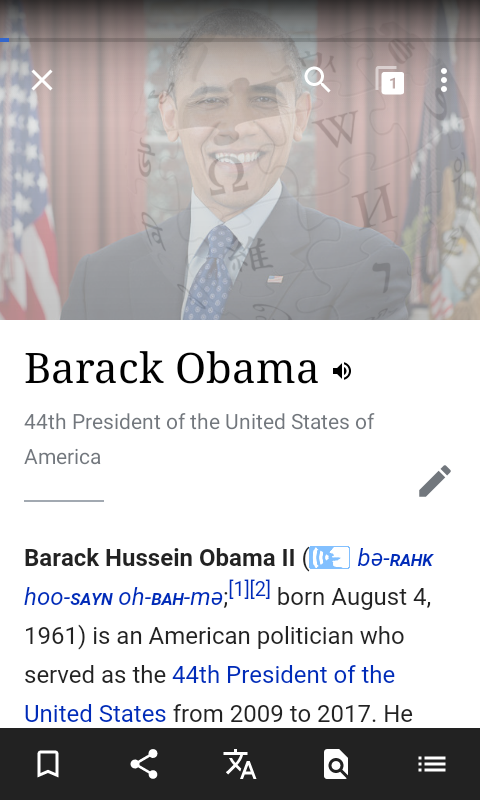 1
W
Ω
И
維
Barack Obama
44th President of the United States of
America
Barack Hussein Obama II ( bə-RAHK
hoo-SAYN oh-BAH-mə;[1][2] born August 4,
1961) is an American politician who
served as the 44th President of the
United States from 2009 to 2017. He